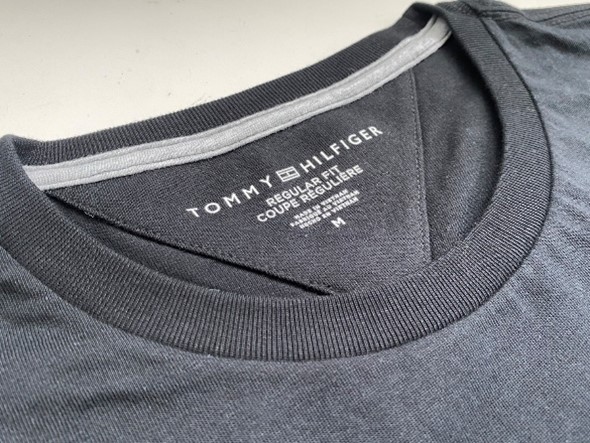 TOMMY HILFIGER
REGULAR FIT
COUPE RÉGULIÈRE
MADE IN VIETNAM
FABRIQUÉ AU VIETNAM
HECHO EN VIETNAM
M